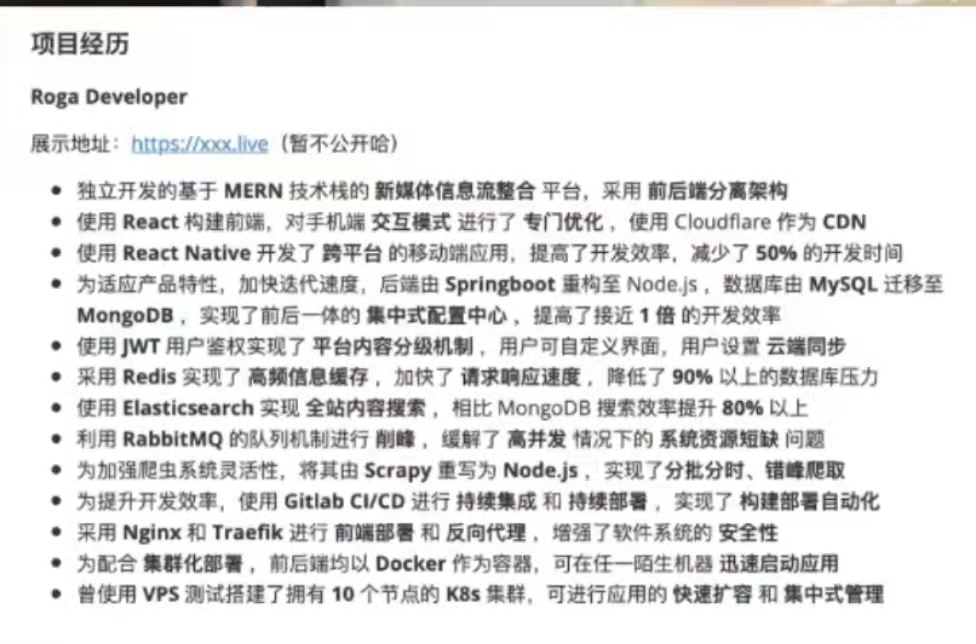 项目经历
Roga Developer
展示地址：https://xxx.live（暂不公开哈）
• 独立开发的基于 MERN 技术栈的 新媒体信息流整合 平台，采用 前后端分离架构
• 使用 React 构建前端，对手机端 交互模式 进行了 专门优化 ，使用 Cloudflare 作为 CDN
• 使用 React Native 开发了 跨平台 的移动端应用，提高了开发效率，减少了 50% 的开发时间
• 为适应产品特性，加快迭代速度，后端由 Springboot 重构至 Node.js ，数据库由 MySQL 迁移至
MongoDB ，实现了前后一体的 集中式配置中心 ，提高了接近 1 倍 的开发效率
• 使用 JWT 用户鉴权实现了 平台内容分级机制 ，用户可自定义界面，用户设置 云端同步
• 采用 Redis 实现了 高频信息缓存 ，加快了 请求响应速度 ，降低了 90% 以上的数据库压力
• 使用 Elasticsearch 实现 全站内容搜索 ，相比 MongoDB 搜索效率提升 80% 以上
• 利用 RabbitMQ 的队列机制进行 削峰 ，缓解了 高并发 情况下的 系统资源短缺 问题
• 为加强爬虫系统灵活性，将其由 Scrapy 重写为 Node.js ，实现了分批分时、错峰爬取
• 为提升开发效率，使用 Gitlab CI/CD 进行 持续集成 和 持续部署 ，实现了 构建部署自动化
• 采用 Nginx 和 Traefik 进行 前端部署 和 反向代理 ，增强了软件系统的 安全性
• 为配合 集群化部署 ，前后端均以 Docker 作为容器，可在任一陌生机器 迅速启动应用
• 曾使用 VPS 测试搭建了拥有 10 个节点的 K8s 集群，可进行应用的 快速扩容 和 集中式管理